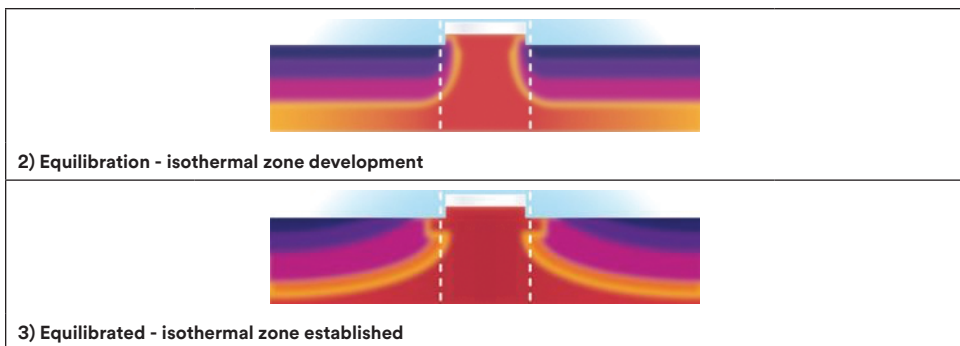 2) Equilibration - isothermal zone development
3) Equilibrated - isothermal zone established